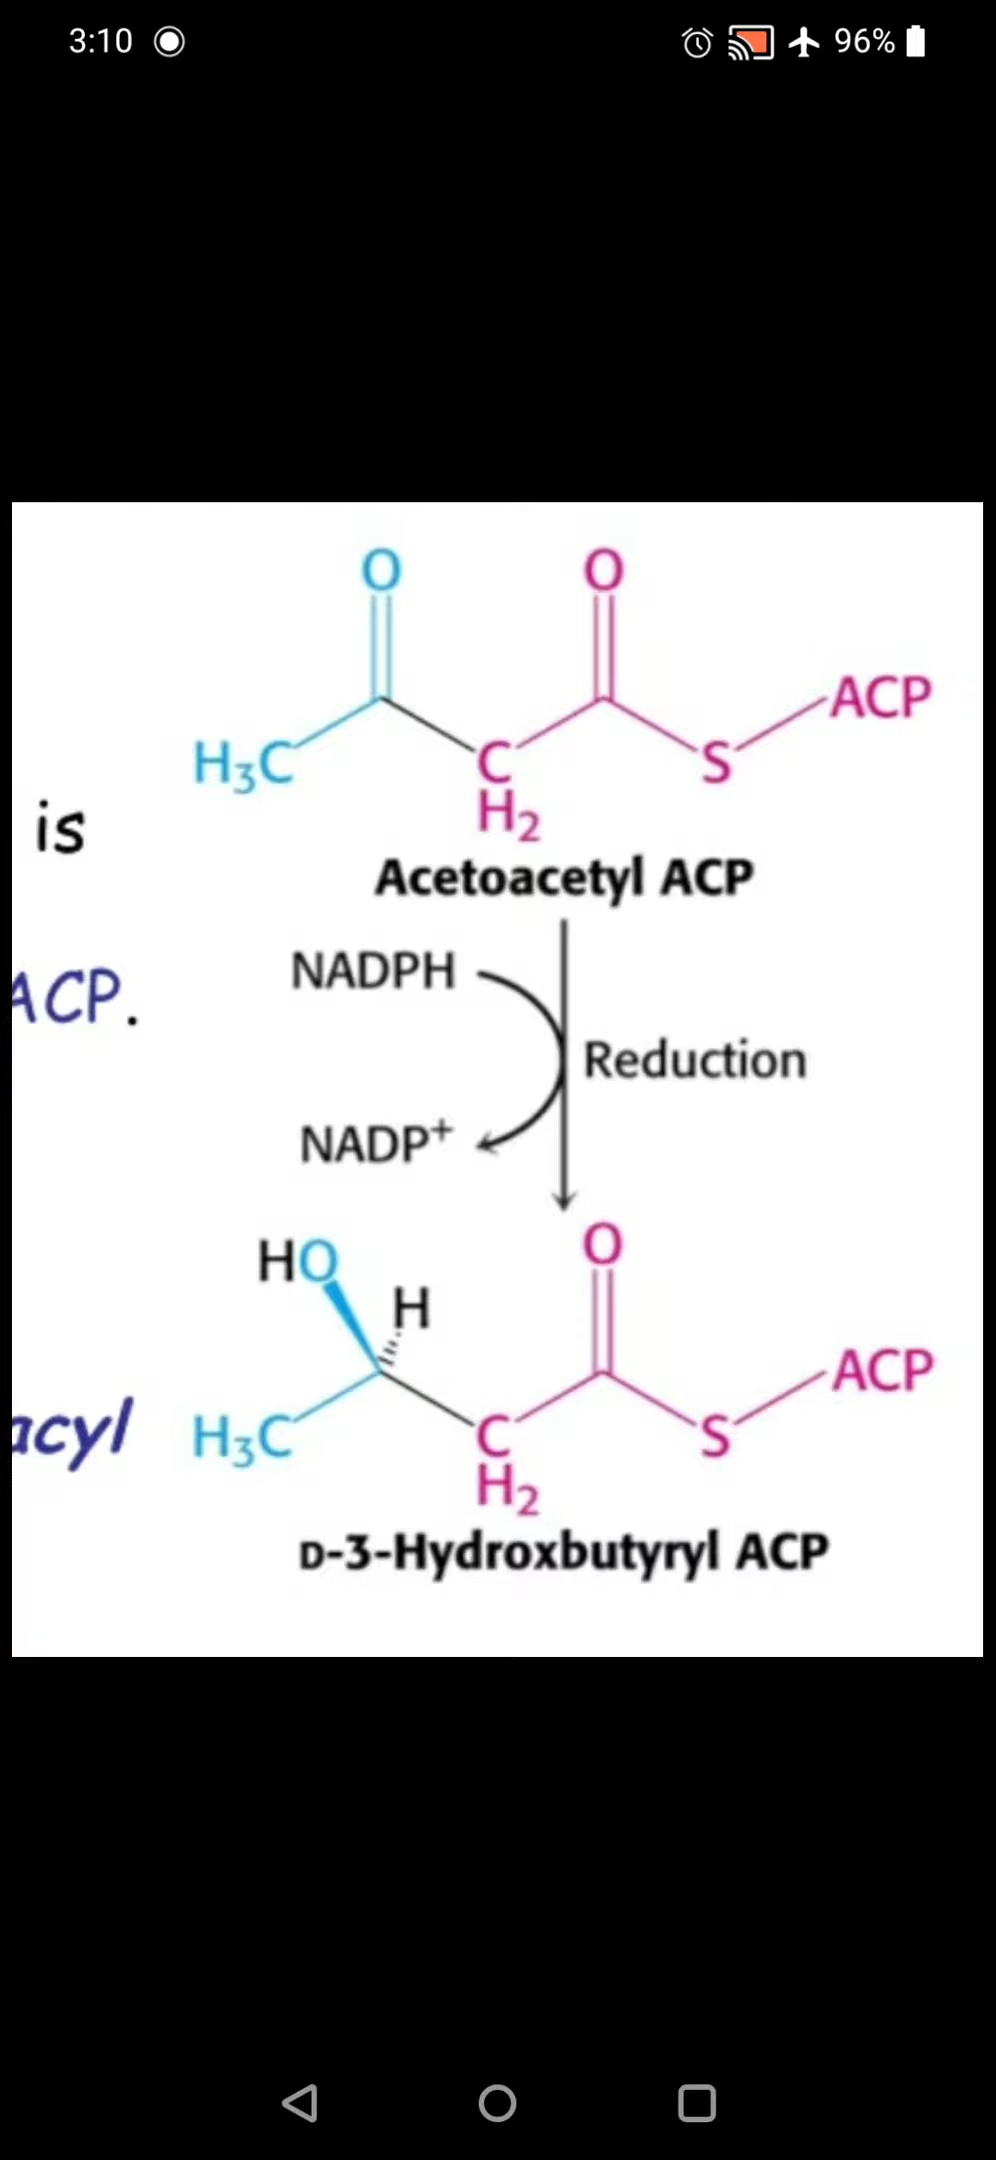 3:10 96%
O O
ACP
H₃C C S
H₂
is
Acetoacetyl ACP
NADPH
ACP.
Reduction
NADP⁺
O
HO
H
ACP
acyl H₃C C S
H₂
D-3-Hydroxbutyryl ACP